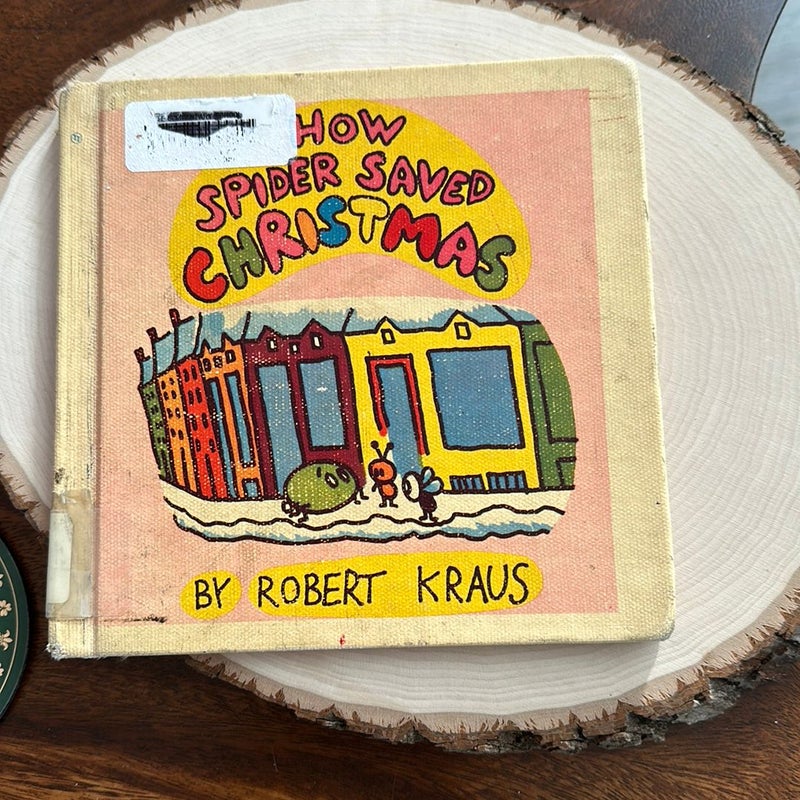 HOW
SPIDER SAVED
CHRISTMAS
BY ROBERT KRAUS